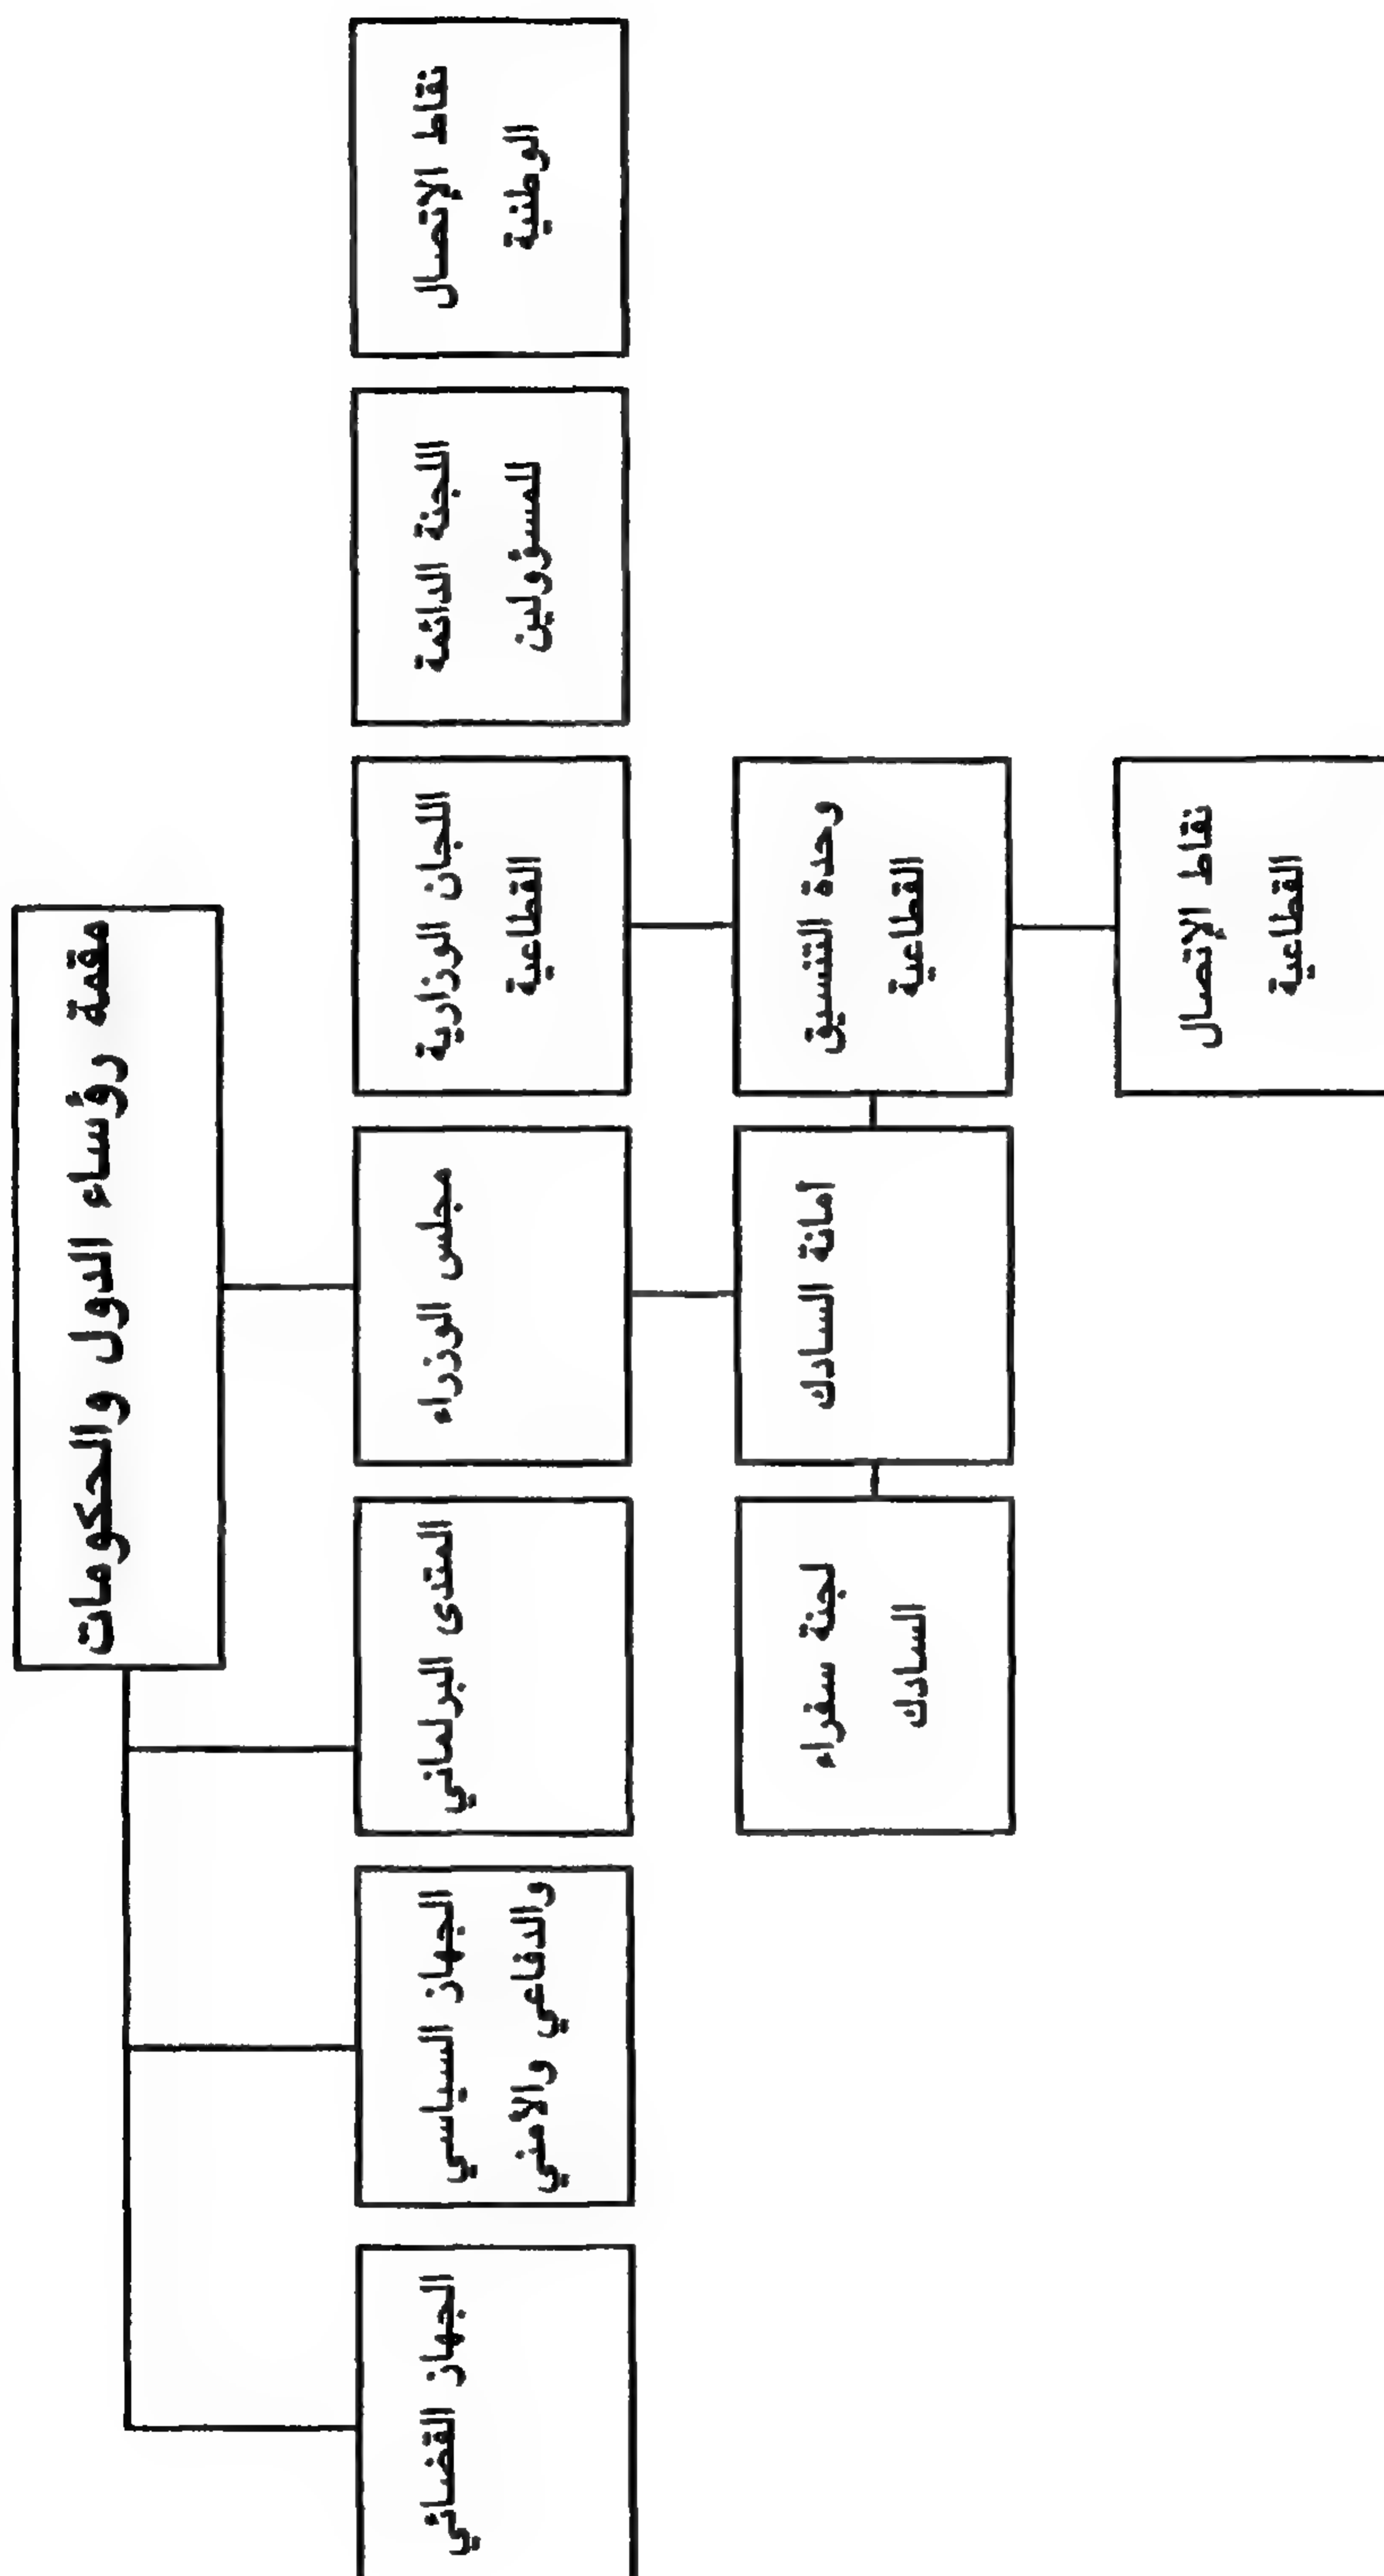 مقمة رؤساء الدول والحكومات
نقاط الإتصال
الوطنية
اللجنة الدائمة
للمسؤولين
اللجان الوزارية
القطاعية
مجلس الوزراء
المنتدى البرلماني
الجهاز السياسي
والدفاعي والأمني
الجهاز القضائي
وحدة التنسيق
القطاعية
أمانة السادك
لجنة سفراء
السادك
نقاط الإتصال
القطاعية